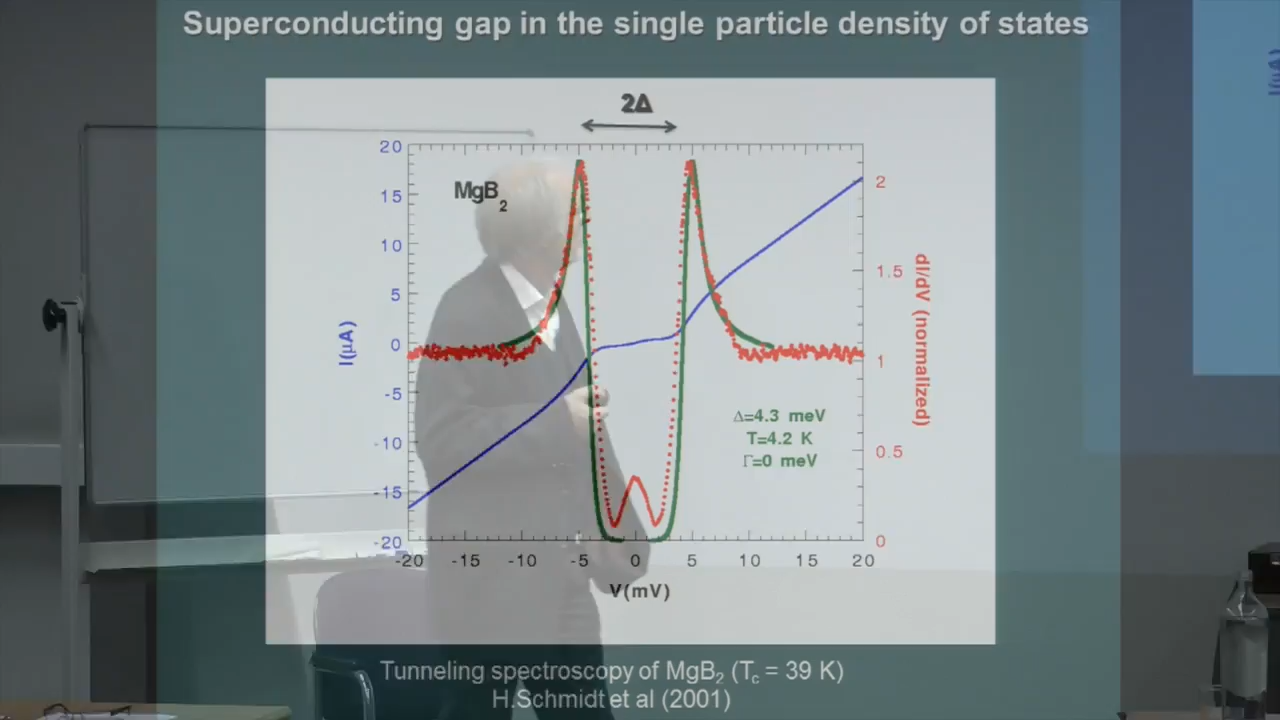 Superconducting gap in the single particle density of states
2Δ
MgB2
20
15
10
5
0
-5
-10
-15
-20
I(μA)
2
1.5
1
0.5
0
dI/dV (normalized)
Δ=4.3 meV
T=4.2 K
Γ=0 meV
-20 -15 -10 -5 0 5 10 15 20
V(mV)
Tunneling spectroscopy of MgB₂ (Tc = 39 K)
H.Schmidt et al (2001)
I(μA)